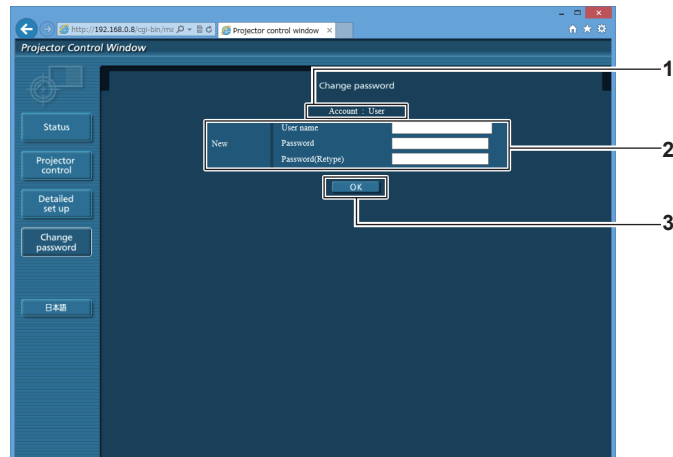 http://192.168.0.8/cgi-bin/mc
Projector control window ×
Projector Control Window
1
Change password
Account : User
Status
User name
New
Password
2
Password(Retype)
Projector
control
OK
Detailed
set up
3
Change
password
日本語